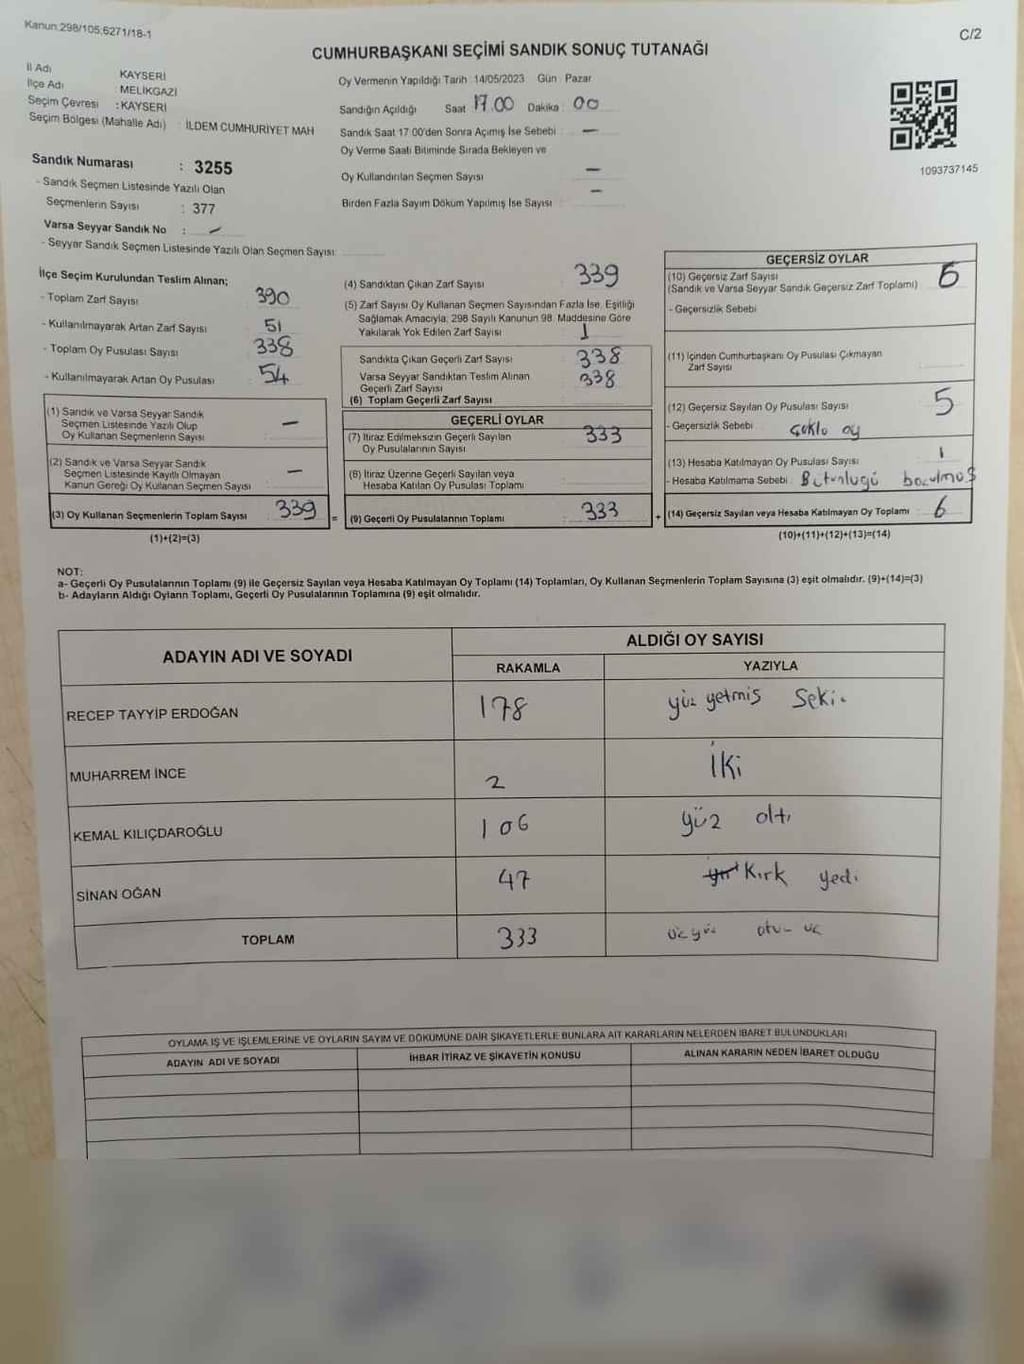 Kanun:298/105;6271/18-1
C/2
CUMHURBAŞKANI SEÇİMİ SANDIK SONUÇ TUTANAĞI
İl Adı KAYSERİ
İlçe Adı : MELİKGAZİ
Seçim Çevresi : KAYSERİ
Seçim Bölgesi (Mahalle Adı) : İLDEM CUMHURİYET MAH
Oy Vermenin Yapıldığı Tarih : 14/05/2023 Gün : Pazar
Sandığın Açıldığı Saat 17.00 Dakika : 00
Sandık Saat 17.00'den Sonra Açılmış İse Sebebi : —
Oy Verme Saati Bitiminde Sırada Bekleyen ve
Oy Kullandırılan Seçmen Sayısı —
Birden Fazla Sayım Döküm Yapılmış İse Sayısı : —
1093737145
Sandık Numarası : 3255
- Sandık Seçmen Listesinde Yazılı Olan
Seçmenlerin Sayısı : 377
Varsa Seyyar Sandık No : —
- Seyyar Sandık Seçmen Listesinde Yazılı Olan Seçmen Sayısı:
İlçe Seçim Kurulundan Teslim Alınan;
- Toplam Zarf Sayısı 390
- Kullanılmayarak Artan Zarf Sayısı 51
- Toplam Oy Pusulası Sayısı 338
- Kullanılmayarak Artan Oy Pusulası 54
(1) Sandık ve Varsa Seyyar Sandık
Seçmen Listesinde Yazılı Olup
Oy Kullanan Seçmenlerin Sayısı —
(2) Sandık ve Varsa Seyyar Sandık
Seçmen Listesinde Kayıtlı Olmayan
Kanun Gereği Oy Kullanan Seçmen Sayısı —
(3) Oy Kullanan Seçmenlerin Toplam Sayısı 339 =
(1)+(2)=(3)
(4) Sandıktan Çıkan Zarf Sayısı 339
(5) Zarf Sayısı Oy Kullanan Seçmen Sayısından Fazla İse, Eşitliği
Sağlamak Amacıyla; 298 Sayılı Kanunun 98. Maddesine Göre
Yakılarak Yok Edilen Zarf Sayısı 1
Sandıkta Çıkan Geçerli Zarf Sayısı : 338
Varsa Seyyar Sandıktan Teslim Alınan
Geçerli Zarf Sayısı 338
(6) Toplam Geçerli Zarf Sayısı
GEÇERLİ OYLAR
(7) İtiraz Edilmeksizin Geçerli Sayılan
Oy Pusulalarının Sayısı 333
(8) İtiraz Üzerine Geçerli Sayılan veya
Hesaba Katılan Oy Pusulası Toplamı
(9) Geçerli Oy Pusulalarının Toplamı : 333 +
GEÇERSİZ OYLAR
(10) Geçersiz Zarf Sayısı
(Sandık ve Varsa Seyyar Sandık Geçersiz Zarf Toplamı)
- Geçersizlik Sebebi
(11) İçinden Cumhurbaşkanı Oy Pusulası Çıkmayan
Zarf Sayısı
(12) Geçersiz Sayılan Oy Pusulası Sayısı 5
- Geçersizlik Sebebi oy
(13) Hesaba Katılmayan Oy Pusulası Sayısı 1
- Hesaba Katılmama Sebebi : Bütünlüğü bozulmuş
(14) Geçersiz Sayılan veya Hesaba Katılmayan Oy Toplamı 6
(10)+(11)+(12)+(13)=(14)
NOT:
a- Geçerli Oy Pusulalarının Toplamı (9) ile Geçersiz Sayılan veya Hesaba Katılmayan Oy Toplamı (14) Toplamları, Oy Kullanan Seçmenlerin Toplam Sayısına (3) eşit olmalıdır. (9)+(14)=(3)
b- Adayların Aldığı Oyların Toplamı, Geçerli Oy Pusulalarının Toplamına (9) eşit olmalıdır.
ADAYIN ADI VE SOYADI
ALDIĞI OY SAYISI
RAKAMLA YAZIYLA
RECEP TAYYİP ERDOĞAN 178 yüz yetmiş Seki.
MUHARREM İNCE 2 İki
KEMAL KILIÇDAROĞLU 106 yüz altı
SİNAN OĞAN 47 Kırk yedi
TOPLAM 333 üçyüz otuz üç
OYLAMA İŞ VE İŞLEMLERİNE VE OYLARIN SAYIM VE DÖKÜMÜNE DAİR ŞİKAYETLERLE BUNLARA AİT KARARLARIN NELERDEN İBARET BULUNDUKLARI
ADAYIN ADI VE SOYADI İHBAR İTİRAZ VE ŞİKAYETİN KONUSU ALINAN KARARIN NEDEN İBARET OLDUĞU